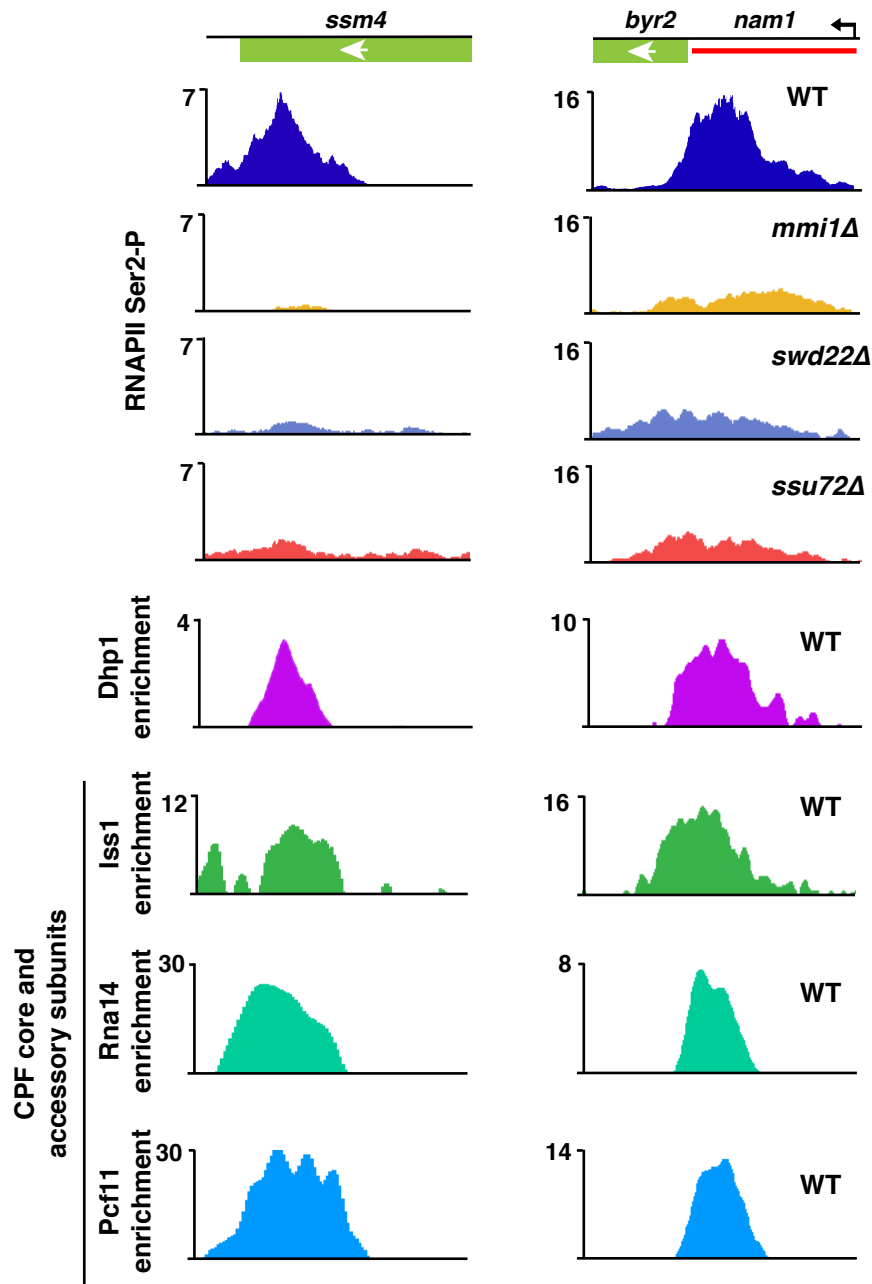 ssm4
byr2 nam1
7
16
WT
7
16
mmi1Δ
RNAPII Ser2-P
7
16
swd22Δ
7
16
ssu72Δ
Dhp1
enrichment
4
10
WT
CPF core and
accessory subunits
Iss1
enrichment
12
16
WT
Rna14
enrichment
30
8
WT
Pcf11
enrichment
30
14
WT